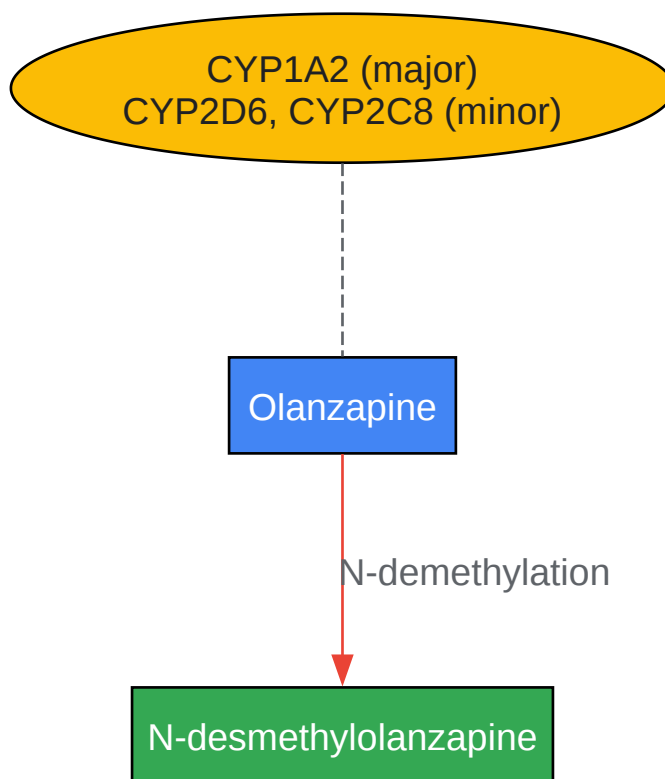 CYP1A2 (major)
CYP2D6, CYP2C8 (minor)
Olanzapine
N-demethylation
N-desmethylolanzapine